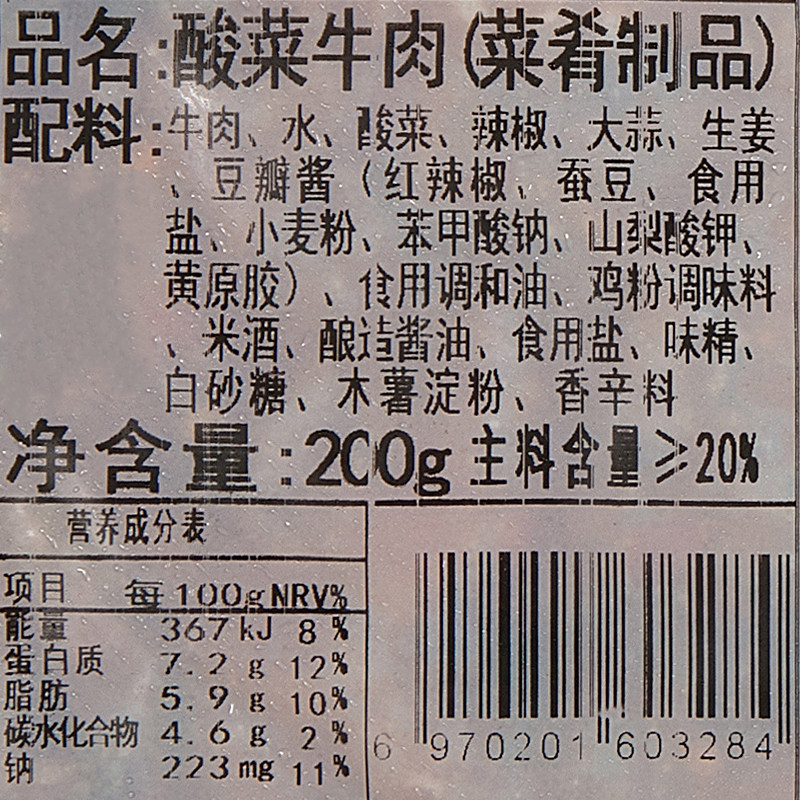 品名:酸菜牛肉(菜肴制品)
配料:牛肉、水、酸菜、辣椒、大蒜、生姜
、豆瓣酱(红辣椒、蚕豆、食用
盐、小麦粉、苯甲酸钠、山梨酸钾、
黄原胶)、食用调和油、鸡粉调味料
、米酒、酿造酱油、食用盐、味精、
白砂糖、木薯淀粉、香辛料
净含量:200g 主料含量≥20%
营养成分表
项目 每100g NRV%
能量 367kJ 8%
蛋白质 7.2g 12%
脂肪 5.9g 10%
碳水化合物 4.6g 2%
钠 223mg 11%
6 970201 603284